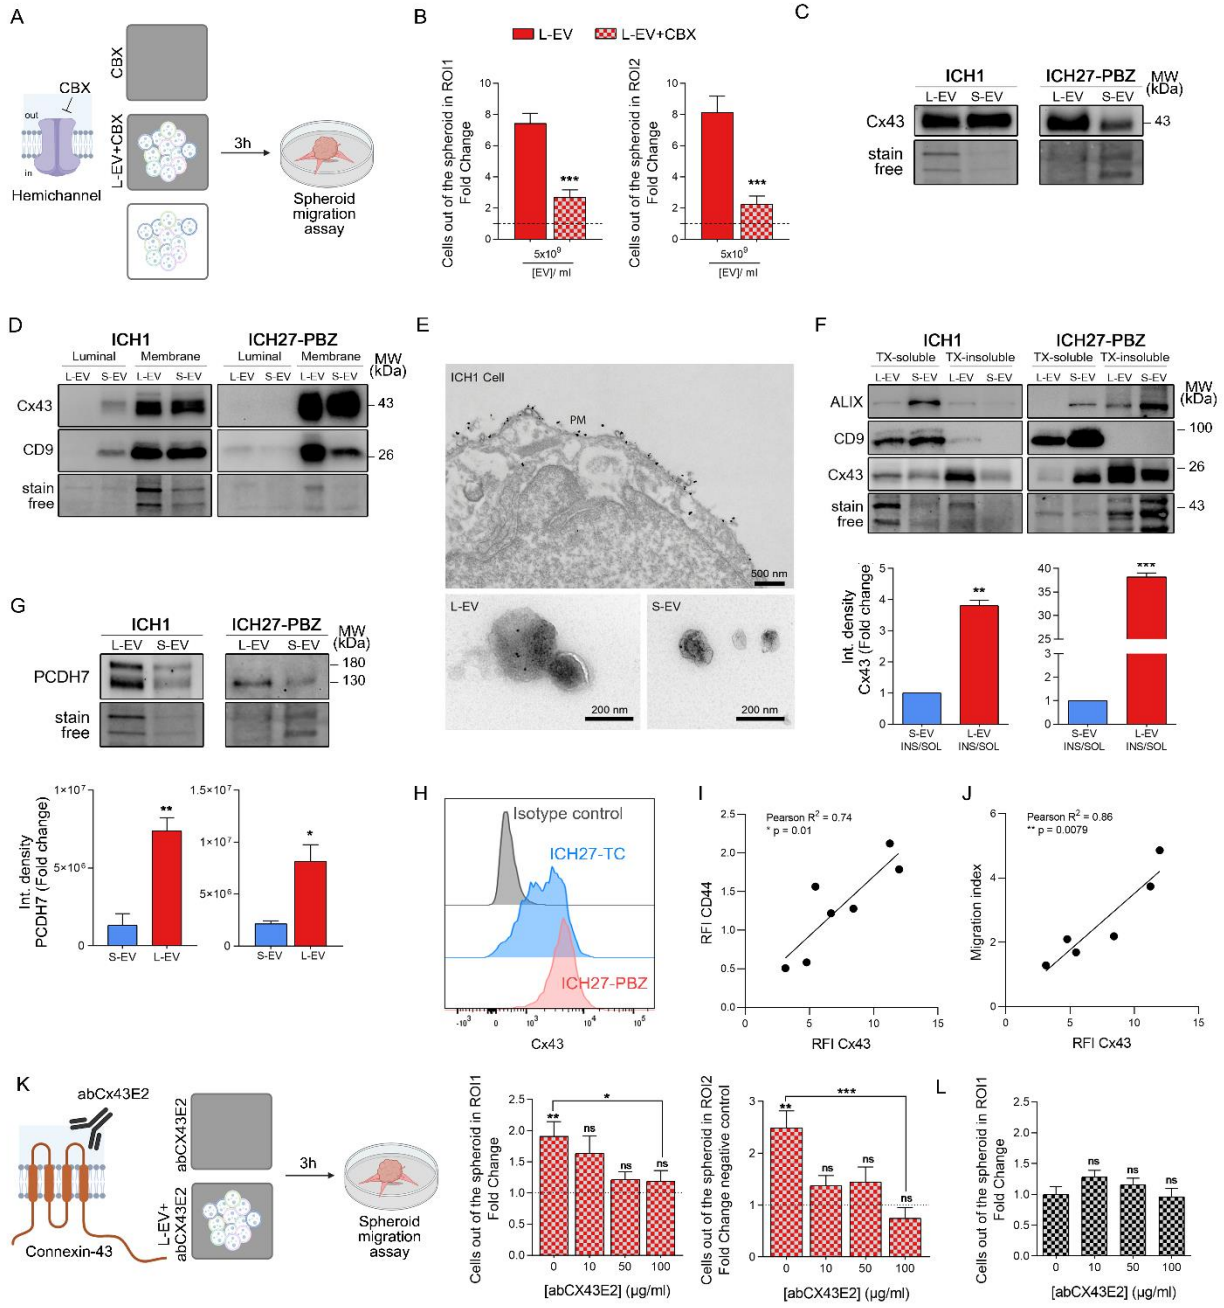 A
CBX
out
in
Hemichannel
CBX
L-EV+CBX
3h
Spheroid
migration
assay
B
L-EV
L-EV+CBX
Cells out of the spheroid in ROI1
Fold Change
10
8
6
4
2
0
***
5x10⁹
[EV]/ ml
Cells out of the spheroid in ROI2
Fold Change
10
8
6
4
2
0
***
5x10⁹
[EV]/ ml
C
ICH1
ICH27-PBZ
MW
(kDa)
L-EV S-EV
L-EV S-EV
Cx43
43
stain
free
D
ICH1
ICH27-PBZ
Luminal Membrane
Luminal Membrane
MW
(kDa)
L-EV S-EV L-EV S-EV
L-EV S-EV L-EV S-EV
Cx43
43
CD9
26
stain
free
E
ICH1 Cell
PM
500 nm
L-EV
200 nm
S-EV
200 nm
F
ICH1
ICH27-PBZ
TX-soluble TX-insoluble
TX-soluble TX-insoluble
L-EV S-EV L-EV S-EV
L-EV S-EV L-EV S-EV
MW
(kDa)
ALIX
100
CD9
26
Cx43
43
stain
free
Int. density
Cx43 (Fold change)
5
4
3
2
1
0
**
S-EV
INS/SOL
L-EV
INS/SOL
40
35
30
25
3
2
1
0
***
S-EV
INS/SOL
L-EV
INS/SOL
G
ICH1
ICH27-PBZ
MW
(kDa)
L-EV S-EV
L-EV S-EV
PCDH7
180
130
stain
free
Int. density
PCDH7 (Fold change)
1×10⁷
5×10⁶
0
**
S-EV L-EV
1.5×10⁷
1×10⁷
5×10⁶
0
*
S-EV L-EV
H
Isotype control
ICH27-TC
ICH27-PBZ
-10³ 0 10³ 10⁴ 10⁵
Cx43
I
Pearson R² = 0.74
* p = 0.01
RFI CD44
2.5
2.0
1.5
1.0
0.5
0.0
0 5 10 15
RFI Cx43
J
Pearson R² = 0.86
** p = 0.0079
Migration index
6
4
2
0
0 5 10 15
RFI Cx43
K
abCx43E2
Connexin-43
abCX43E2
L-EV+
abCX43E2
3h
Spheroid
migration
assay
Cells out of the spheroid in ROI1
Fold Change
2.5
2.0
1.5
1.0
0.5
0.0
*
** ns ns ns
0 10 50 100
[abCX43E2] (µg/ml)
Cells out of the spheroid in ROI2
Fold Change negative control
3
2
1
0
***
** ns ns ns
0 10 50 100
[abCX43E2] (µg/ml)
L
Cells out of the spheroid in ROI1
Fold Change
2.0
1.5
1.0
0.5
0.0
ns ns ns
0 10 50 100
[abCX43E2] (µg/ml)